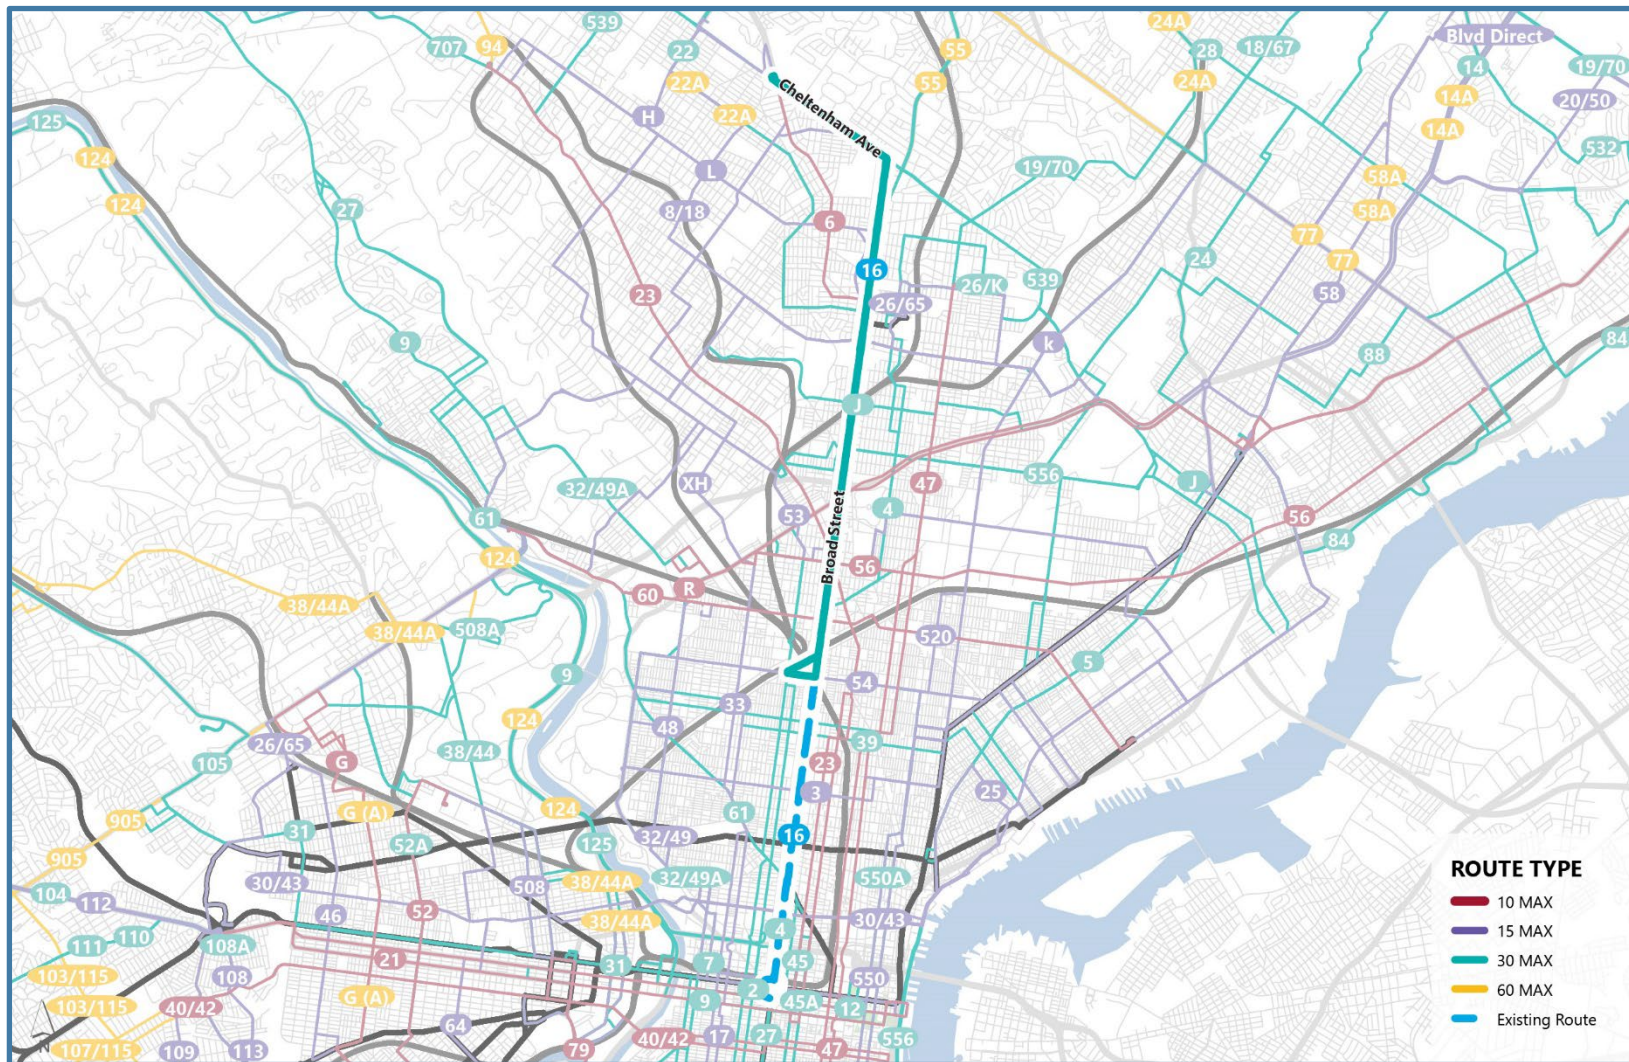 539
94
707
22
22A
55
24A
28
18/67
Blvd Direct
14
19/70
55
24A
14A
20/50
Cheltenham Ave
125
H
22A
14A
124
L
19/70
532
58A
124
27
8/18
6
58A
77
24
16
77
26/K
539
58
23
26/65
9
k
88
84
J
XH
32/49A
47
556
J
4
61
53
56
84
Broad Street
124
56
R
60
38/44A
508A
38/44A
520
5
9
54
33
124
48
26/65
39
38/44
105
G
23
3
25
124
61
G (A)
905
31
16
32/49
52A
125
905
30/43
32/49A
550A
38/44A
104
508
112
52
46
38/44A
30/43
4
111
110
108A
21
31
7
45
103/115
108
550
2
G (A)
9
45A
12
103/115
40/42
64
17
27
40/42
556
107/115
109
113
79
47
N
ROUTE TYPE
10 MAX
15 MAX
30 MAX
60 MAX
Existing Route